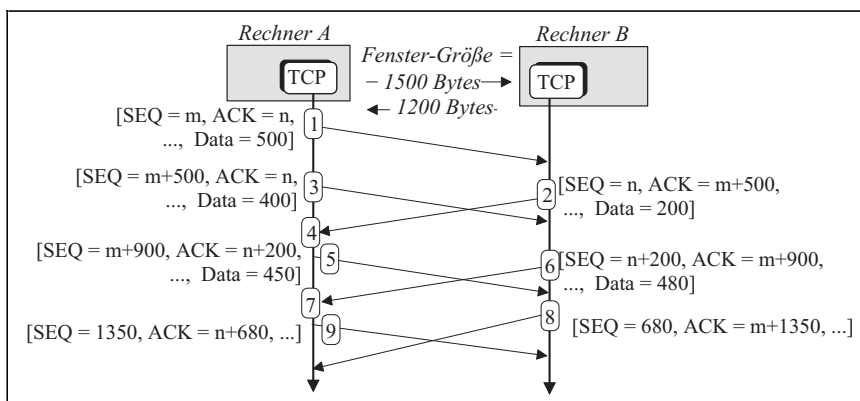 Rechner A
Rechner B
Fenster-Größe =
TCP
1500 Bytes
TCP
1200 Bytes
[SEQ = m, ACK = n,
..., Data = 500]
1
[SEQ = m+500, ACK = n,
..., Data = 400]
3
2
[SEQ = n, ACK = m+500,
..., Data = 200]
4
[SEQ = m+900, ACK = n+200,
..., Data = 450]
5
6
[SEQ = n+200, ACK = m+900,
..., Data = 480]
7
8
[SEQ = 1350, ACK = n+680, ...]
9
[SEQ = 680, ACK = m+1350, ...]